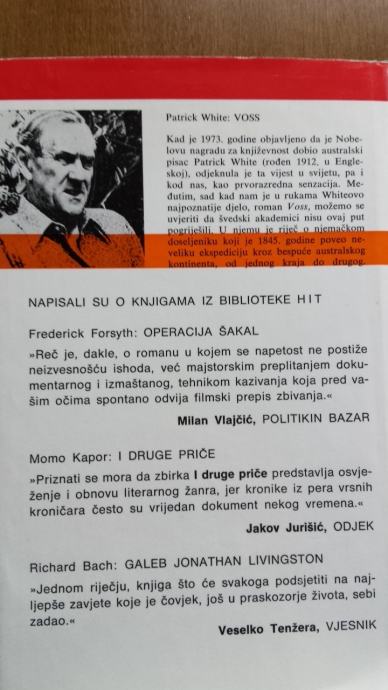 Patrick White: VOSS
Kad je 1973. godine objavljeno da je Nobe-
lovu nagradu za književnost dobio australski
pisac Patrick White (rođen 1912. u Engle-
skoj), odjeknula je ta vijest u svijetu, pa i
kod nas, kao prvorazredna senzacija. Me-
đutim, sad kad nam je u rukama Whiteovo
najpoznatije djelo, roman Voss, možemo se
uvjeriti da švedski akademici nisu ovaj put
pogriješili. U njemu je riječ o njemačkom
doseljeniku koji je 1845. godine poveo ne-
veliku ekspediciju kroz bespuće australskog
kontinenta, od jednog kraja do drugog.
NAPISALI SU O KNJIGAMA IZ BIBLIOTEKE HIT
Frederick Forsyth: OPERACIJA ŠAKAL
»Reč je, dakle, o romanu u kojem se napetost ne postiže
neizvesnošću ishoda, već majstorskim preplitanjem doku-
mentarnog i izmaštanog, tehnikom kazivanja koja pred va-
šim očima spontano odvija filmski prepis zbivanja.«
Milan Vlajčić, POLITIKIN BAZAR
Momo Kapor: I DRUGE PRIČE
»Priznati se mora da zbirka I druge priče predstavlja osvje-
ženje i obnovu literarnog žanra, jer kronike iz pera vrsnih
kroničara često su vrijedan dokument nekog vremena.«
Jakov Jurišić, ODJEK
Richard Bach: GALEB JONATHAN LIVINGSTON
»Jednom riječju, knjiga što će svakoga podsjetiti na naj-
ljepše zavjete koje je čovjek, još u praskozorje života, sebi
zadao.«
Veselko Tenžera, VJESNIK